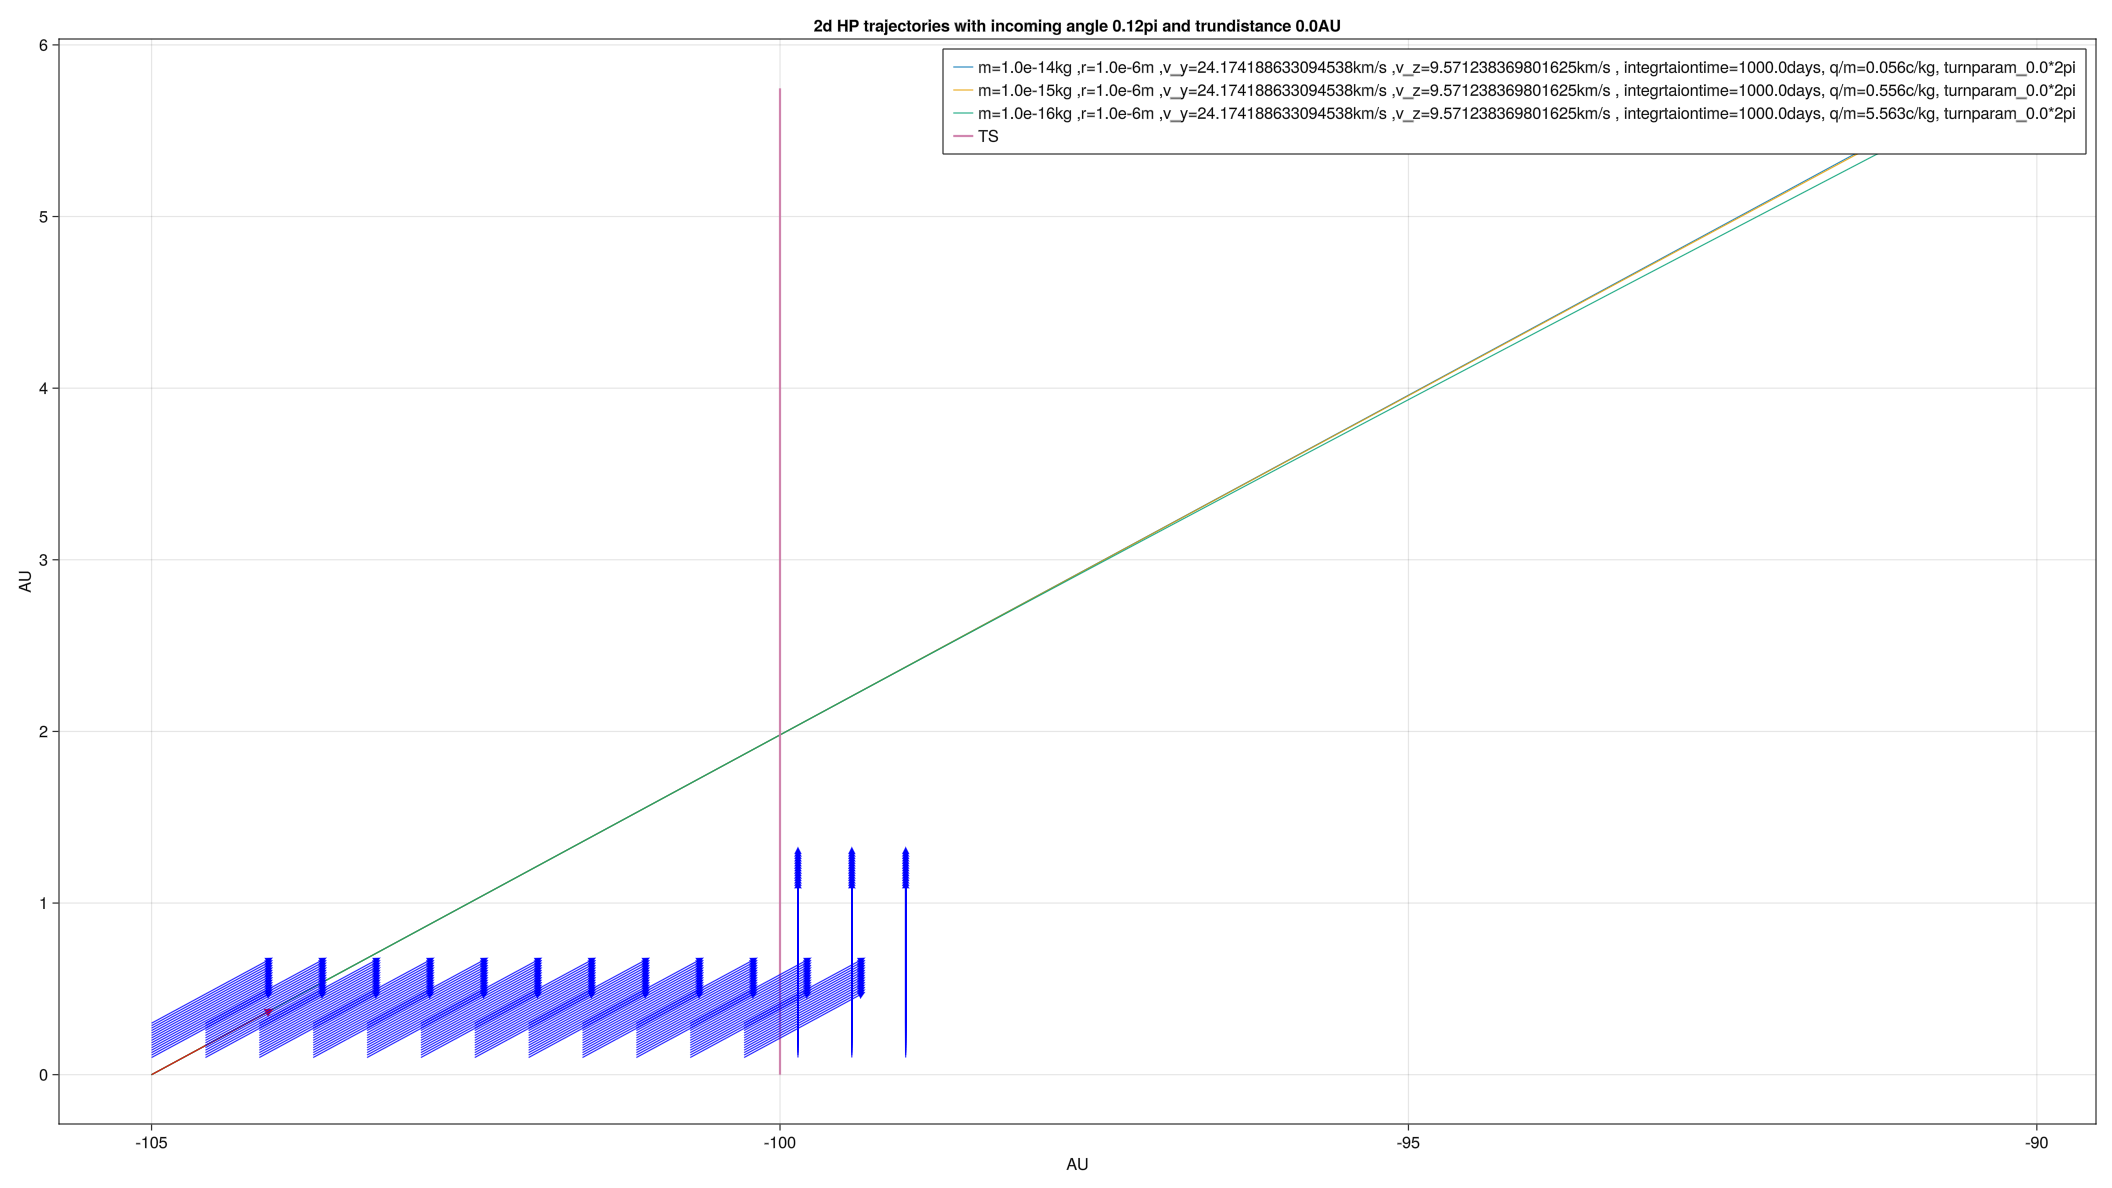 2d HP trajectories with incoming angle 0.12pi and trundistance 0.0AU
6
m=1.0e-14kg ,r=1.0e-6m ,v_y=24.174188633094538km/s ,v_z=9.571238369801625km/s , integrtaiontime=1000.0days, q/m=0.056c/kg, turnparam_0.0*2pi
m=1.0e-15kg ,r=1.0e-6m ,v_y=24.174188633094538km/s ,v_z=9.571238369801625km/s , integrtaiontime=1000.0days, q/m=0.556c/kg, turnparam_0.0*2pi
m=1.0e-16kg ,r=1.0e-6m ,v_y=24.174188633094538km/s ,v_z=9.571238369801625km/s , integrtaiontime=1000.0days, q/m=5.563c/kg, turnparam_0.0*2pi
TS
5
4
3
AU
2
1
0
-105 -100 -95 -90
AU